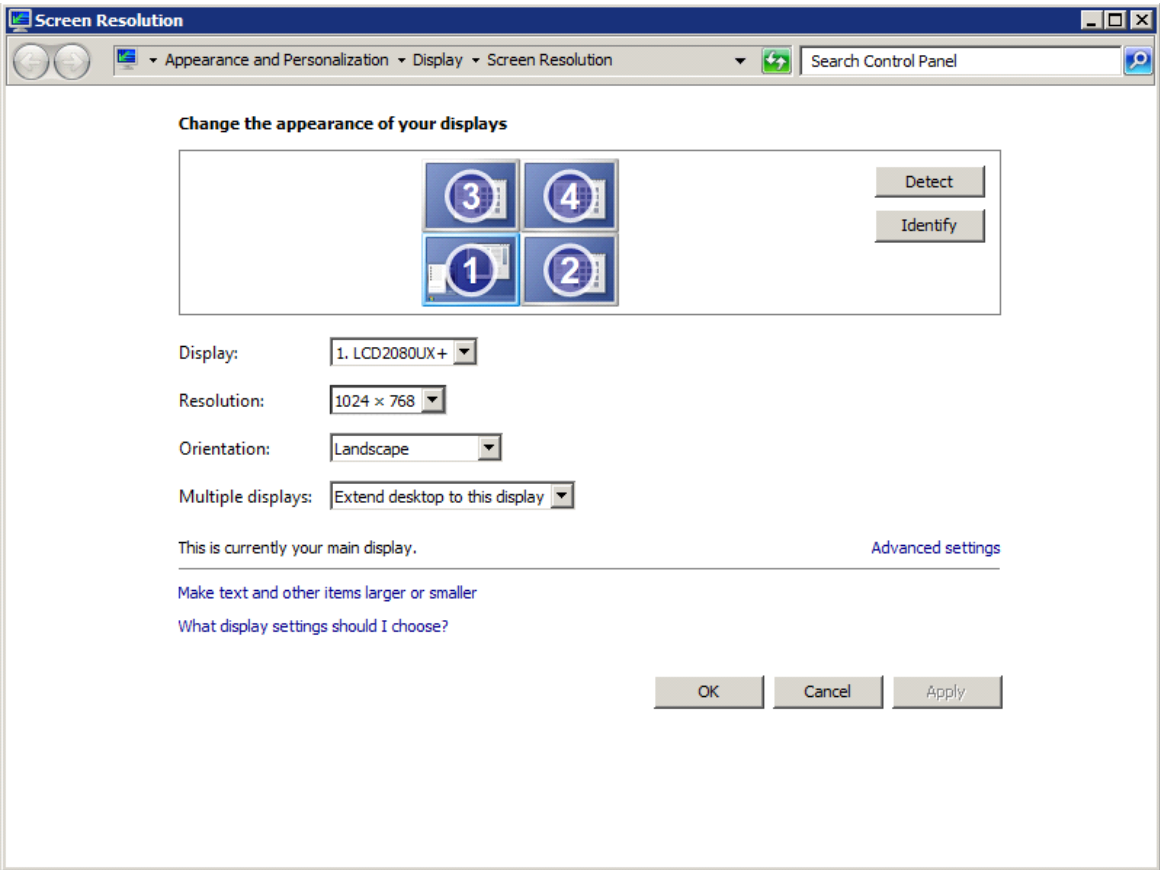 Screen Resolution
Appearance and Personalization Display Screen Resolution Search Control Panel
Change the appearance of your displays
3 4
Detect
Identify
1 2
Display: 1. LCD2080UX+
Resolution: 1024 × 768
Orientation: Landscape
Multiple displays: Extend desktop to this display
This is currently your main display. Advanced settings
Make text and other items larger or smaller
What display settings should I choose?
OK Cancel Apply